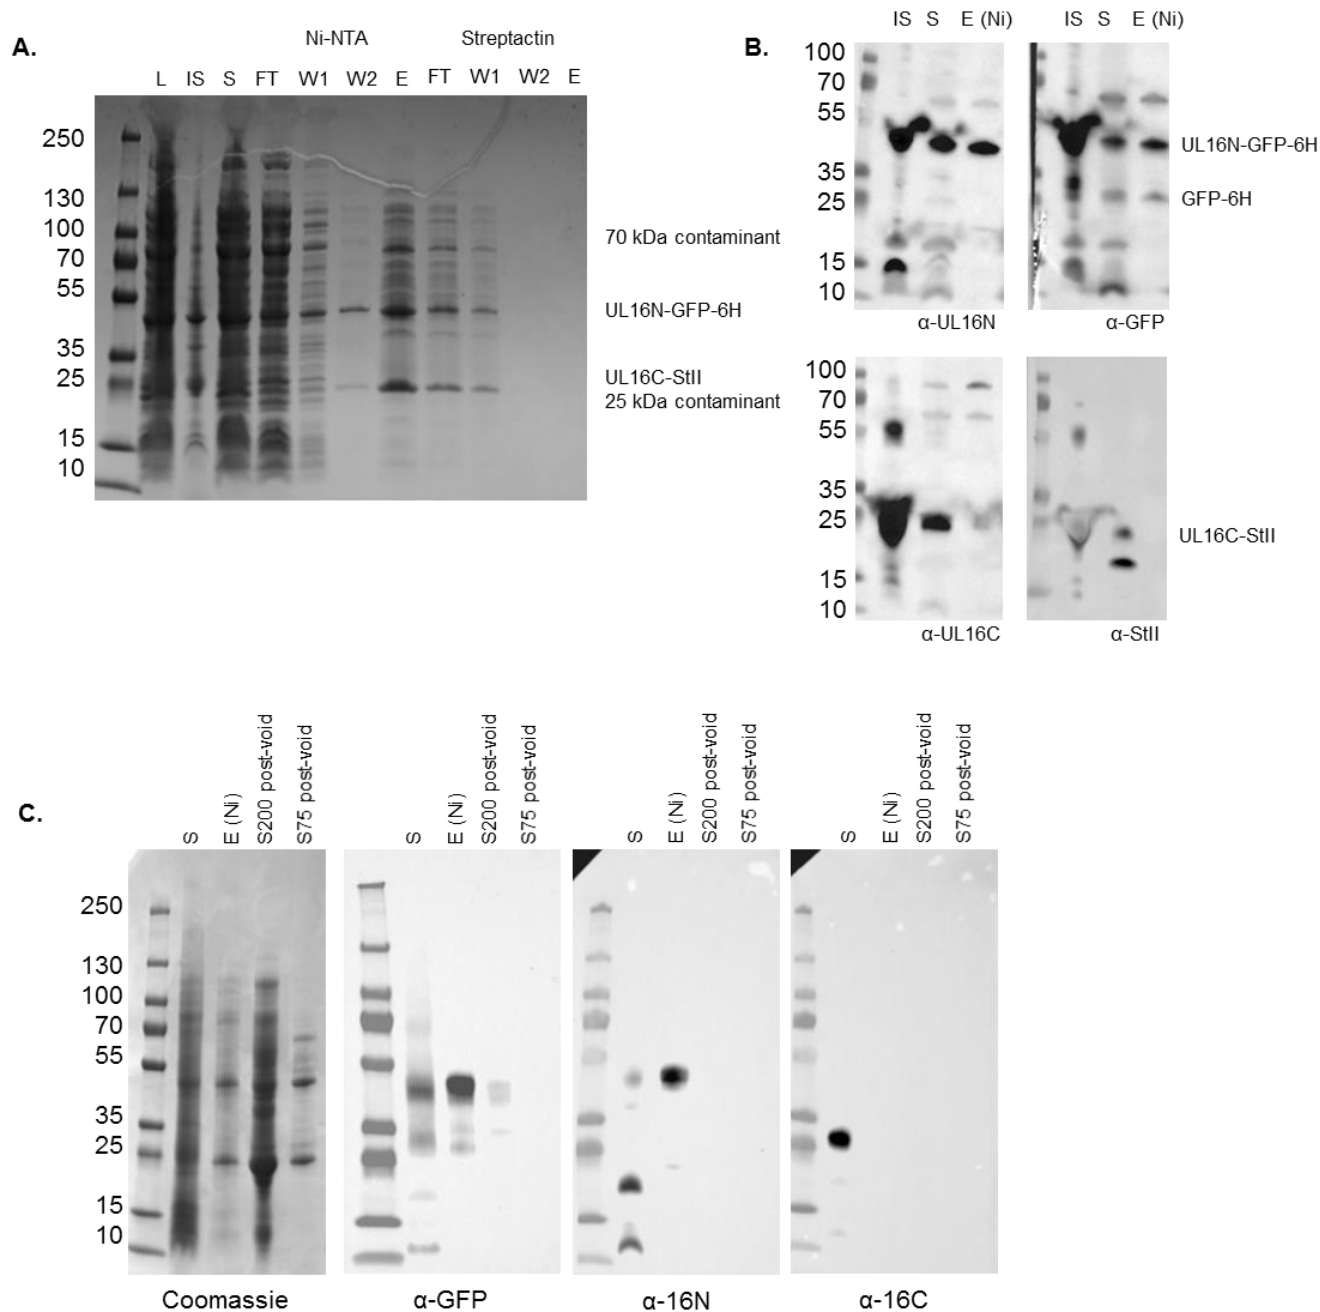 A.
Ni-NTA Streptactin
L IS S FT W1 W2 E FT W1 W2 E
250
130
100
70
55
35
25
15
10
70 kDa contaminant
UL16N-GFP-6H
UL16C-StII
25 kDa contaminant
B.
IS S E (Ni) IS S E (Ni)
100
70
55
35
25
15
10
UL16N-GFP-6H
GFP-6H
α-UL16N α-GFP
100
70
55
35
25
15
10
UL16C-StII
α-UL16C α-StII
C.
S
E (Ni)
S200 post-void
S75 post-void
S
E (Ni)
S200 post-void
S75 post-void
S
E (Ni)
S200 post-void
S75 post-void
S
E (Ni)
S200 post-void
S75 post-void
250
130
100
70
55
35
25
15
10
Coomassie α-GFP α-16N α-16C